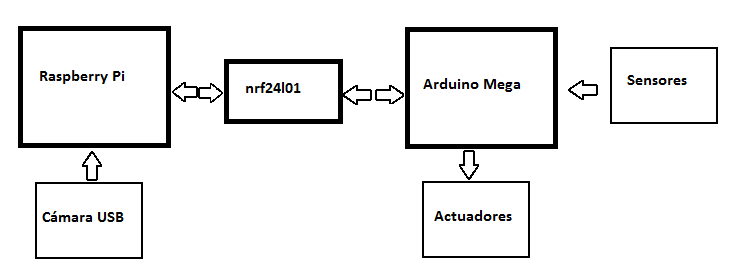 Raspberry Pi
nrf24l01
Arduino Mega
Sensores
Cámara USB
Actuadores